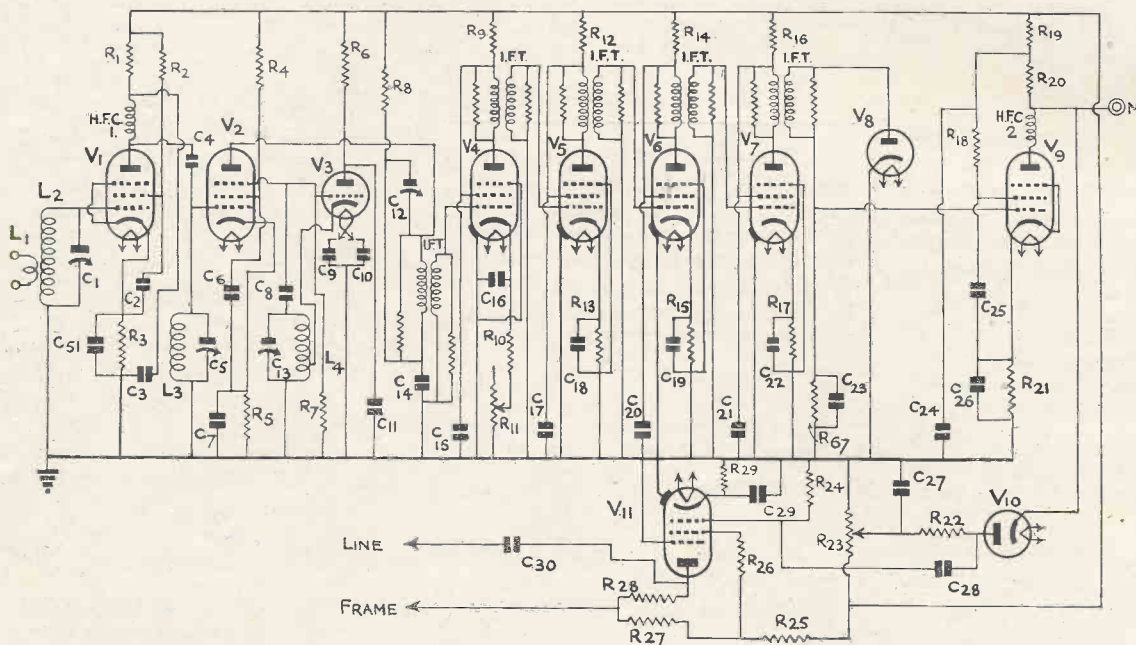 R1
R2
R4
R6
R8
R9
I.F.T.
R12
I.F.T.
R14
I.F.T.
R16
I.F.T.
R19
R20
H.F.C
1.
C4
V1
V2
V3
V4
V5
V6
V7
V8
R18
H.F.C
2
V9
M
L2
L1
C1
C2
C6
C8
C9
C10
C12
I.F.T.
C16
R10
R13
R15
R17
C25
C51
R3
C3
L3
C5
C13
L4
C14
C18
C19
C22
C23
C26
R21
C7
R5
R7
C11
C15
R11
C17
C20
C21
R67
C24
V11
R29
C29
R24
C27
V10
R22
R23
LINE
C30
R26
C28
R28
FRAME
R27
R25